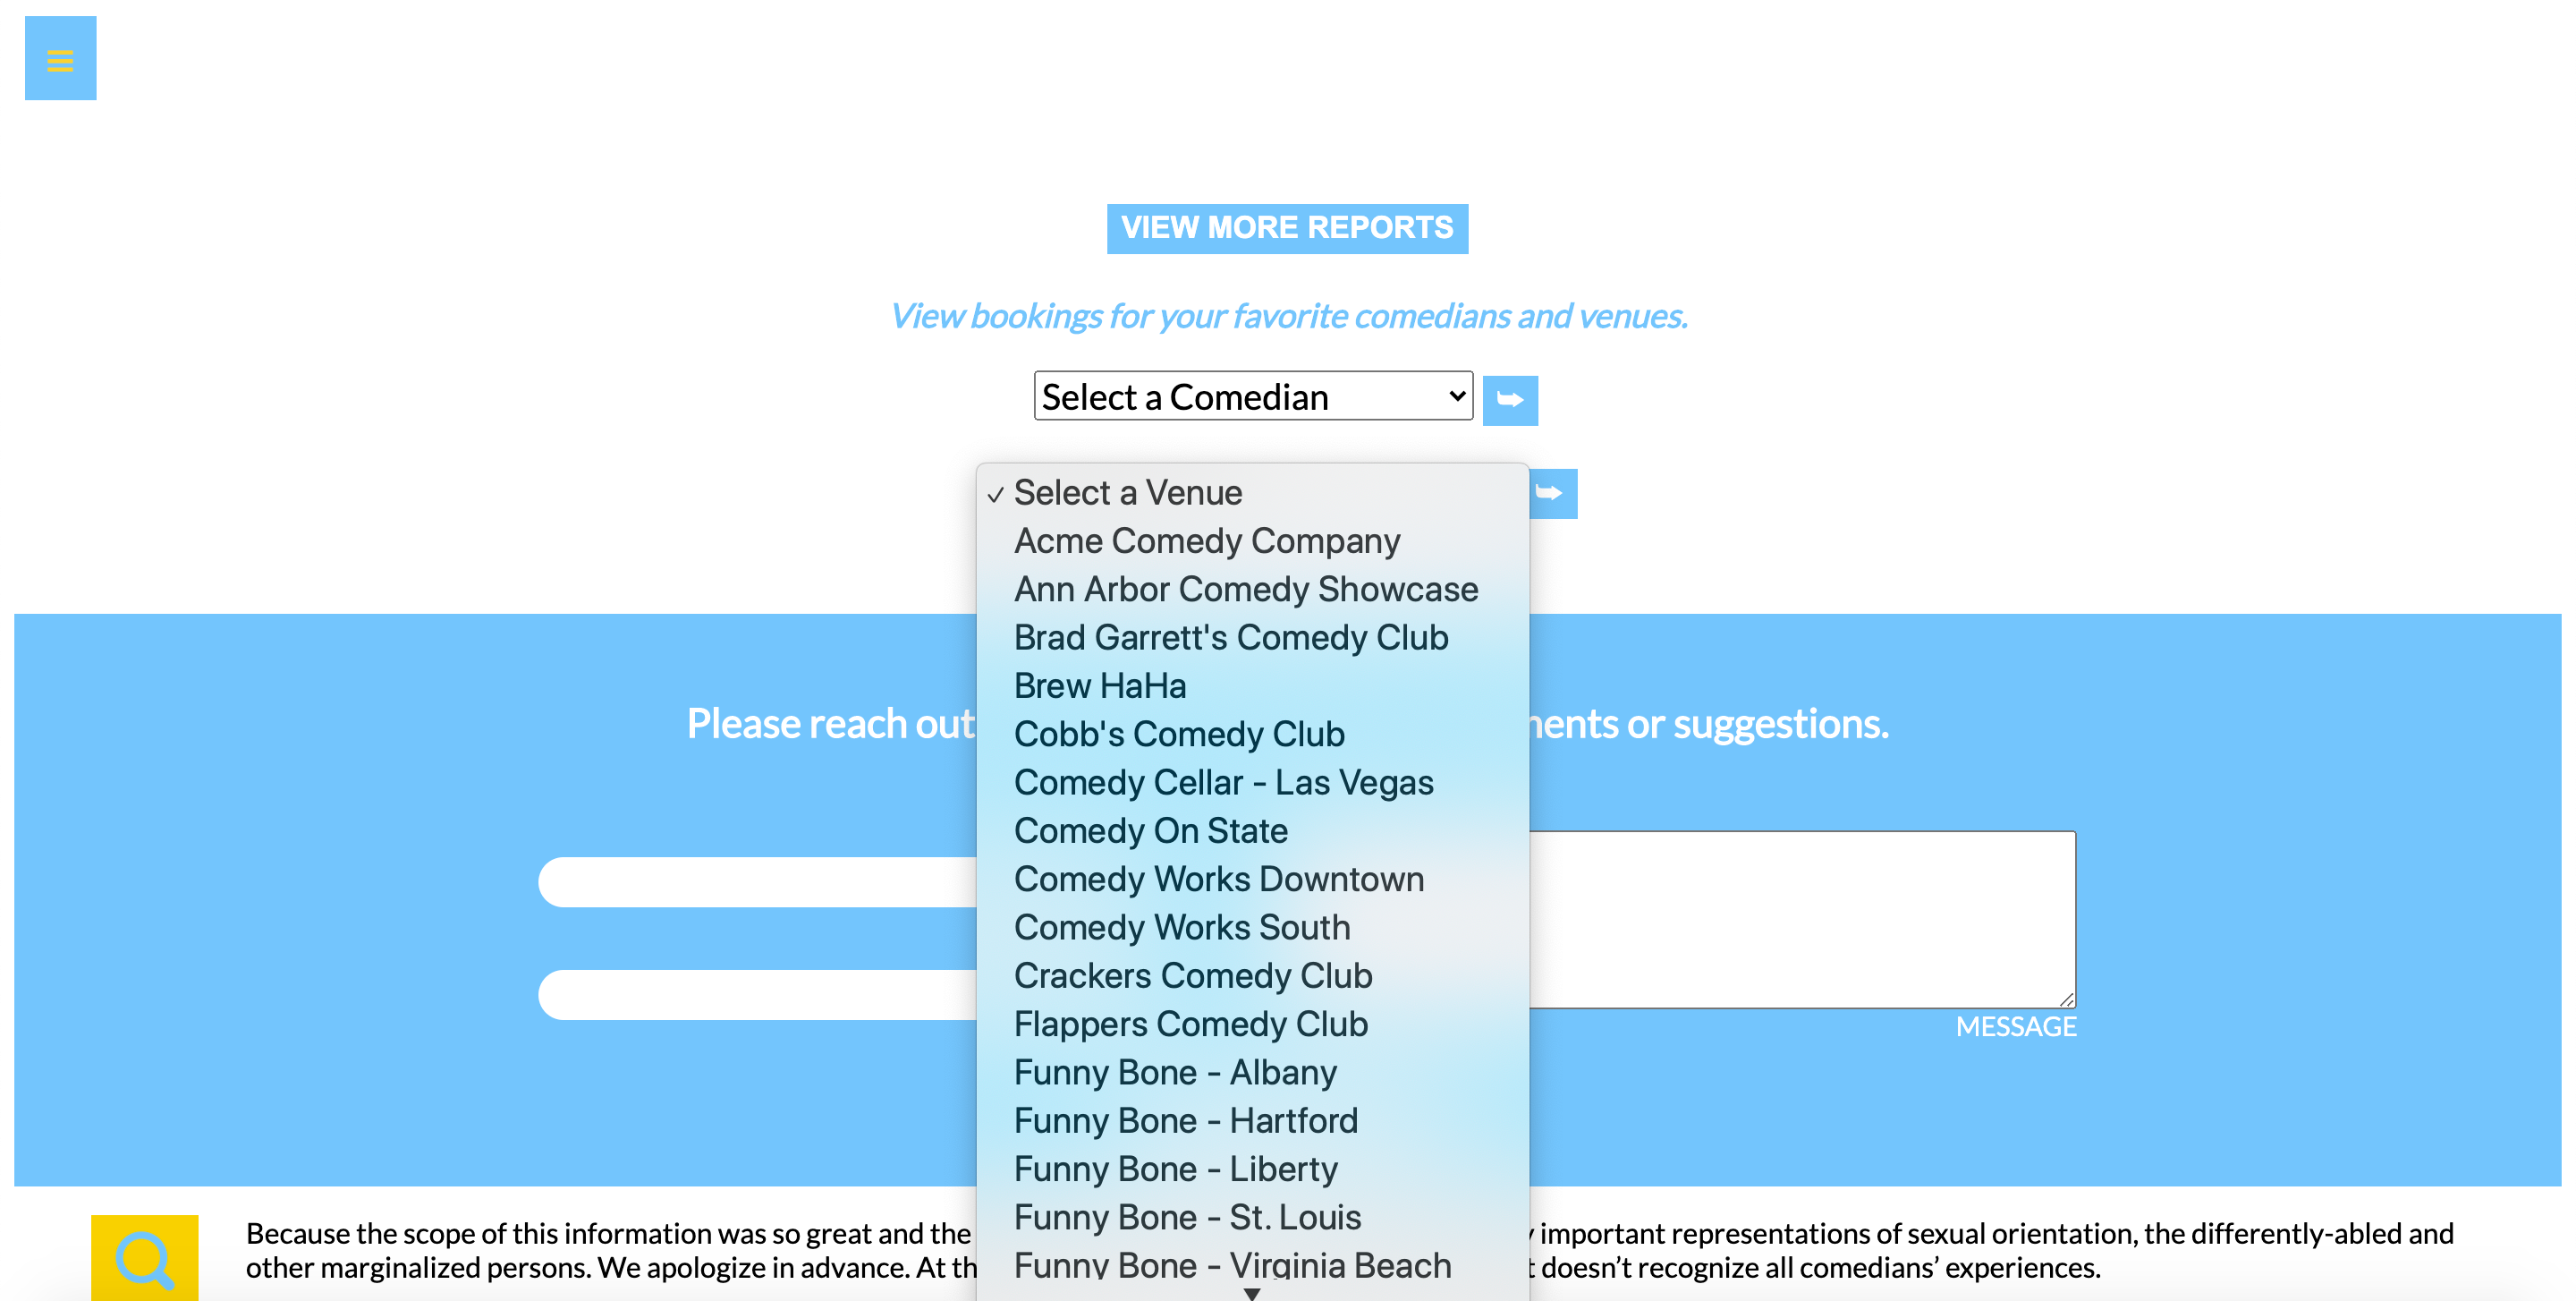 VIEW MORE REPORTS
View bookings for your favorite comedians and venues.
Select a Comedian
✓ Select a Venue
Acme Comedy Company
Ann Arbor Comedy Showcase
Brad Garrett's Comedy Club
Brew HaHa
Cobb's Comedy Club
Comedy Cellar - Las Vegas
Comedy On State
Comedy Works Downtown
Comedy Works South
Crackers Comedy Club
Flappers Comedy Club
Funny Bone - Albany
Funny Bone - Hartford
Funny Bone - Liberty
Funny Bone - St. Louis
Funny Bone - Virginia Beach
Please reach out or suggestions.
MESSAGE
Because the scope of this information was so great and the important representations of sexual orientation, the differently-abled and
other marginalized persons. We apologize in advance. At doesn’t recognize all comedians’ experiences.